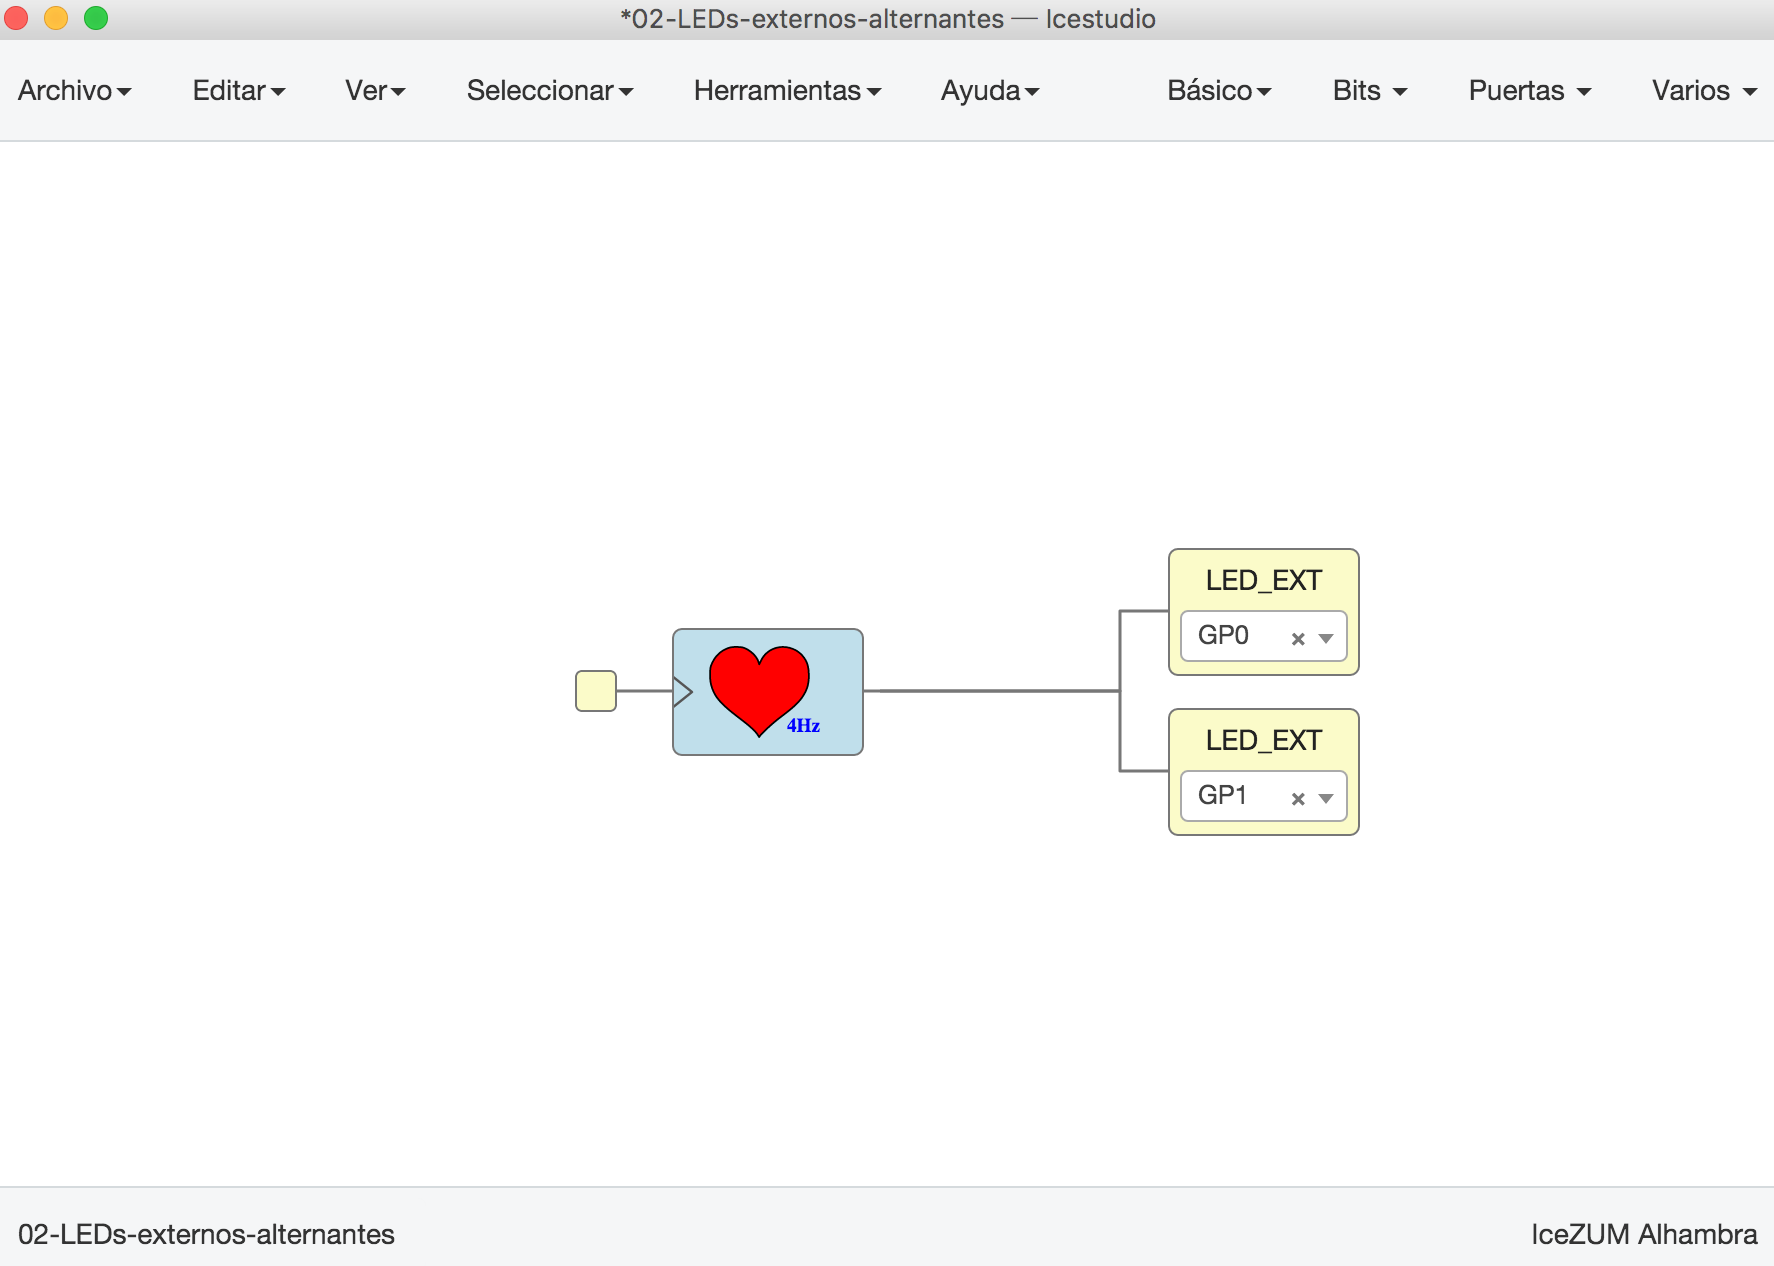 *02-LEDs-externos-alternantes — Icestudio
Archivo Editar Ver Seleccionar Herramientas Ayuda Básico Bits Puertas Varios
LED_EXT
GP0
4Hz
LED_EXT
GP1
02-LEDs-externos-alternantes IceZUM Alhambra